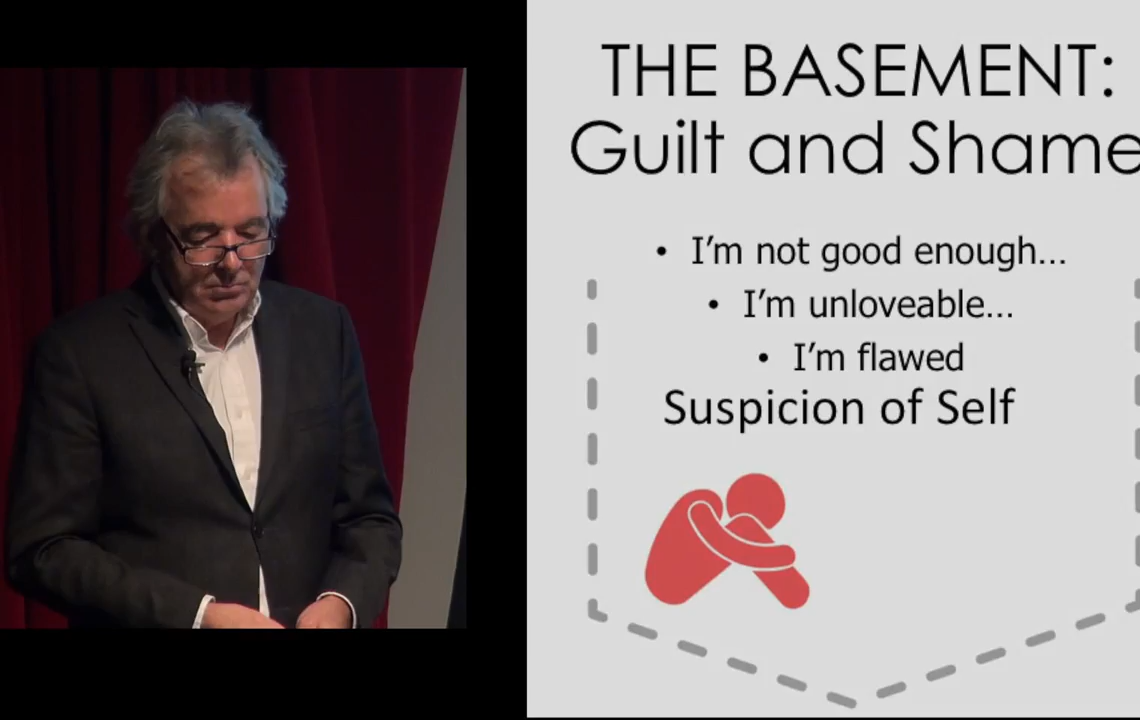 THE BASEMENT:
Guilt and Shame
• I'm not good enough…
• I'm unloveable…
• I'm flawed
Suspicion of Self